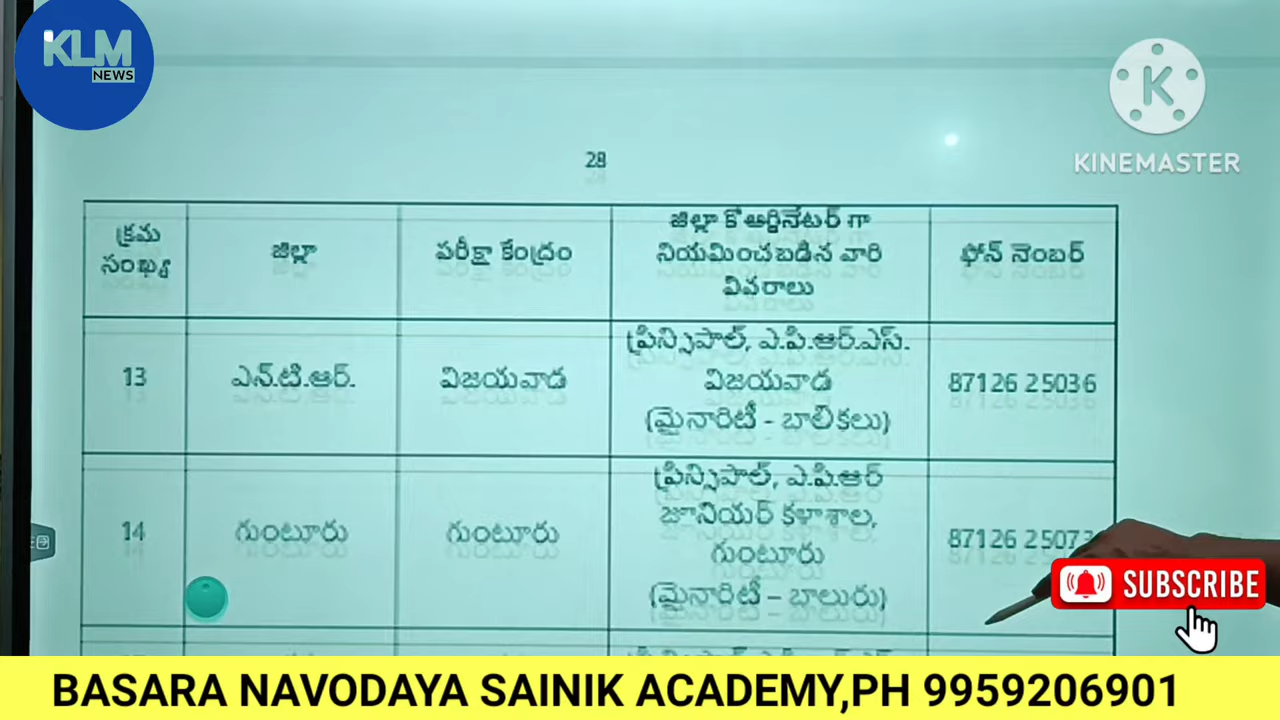 KLM
NEWS
K
KINEMASTER
28
క్రమ
సంఖ్య
జిల్లా
పరీక్షా కేంద్రం
జిల్లా కోఆర్డినేటర్ గా
నియమించబడిన వారి
వివరాలు
ఫోన్ నెంబర్
13
ఎన్.టి.ఆర్.
విజయవాడ
ప్రిన్సిపాల్, ఎ.పి.ఆర్.ఎస్.
విజయవాడ
(మైనారిటీ - బాలికలు)
87126 25036
14
గుంటూరు
గుంటూరు
ప్రిన్సిపాల్, ఎ.పి.ఆర్
జూనియర్ కళాశాల,
గుంటూరు
(మైనారిటీ – బాలురు)
87126
SUBSCRIBE
BASARA NAVODAYA SAINIK ACADEMY,PH 9959206901